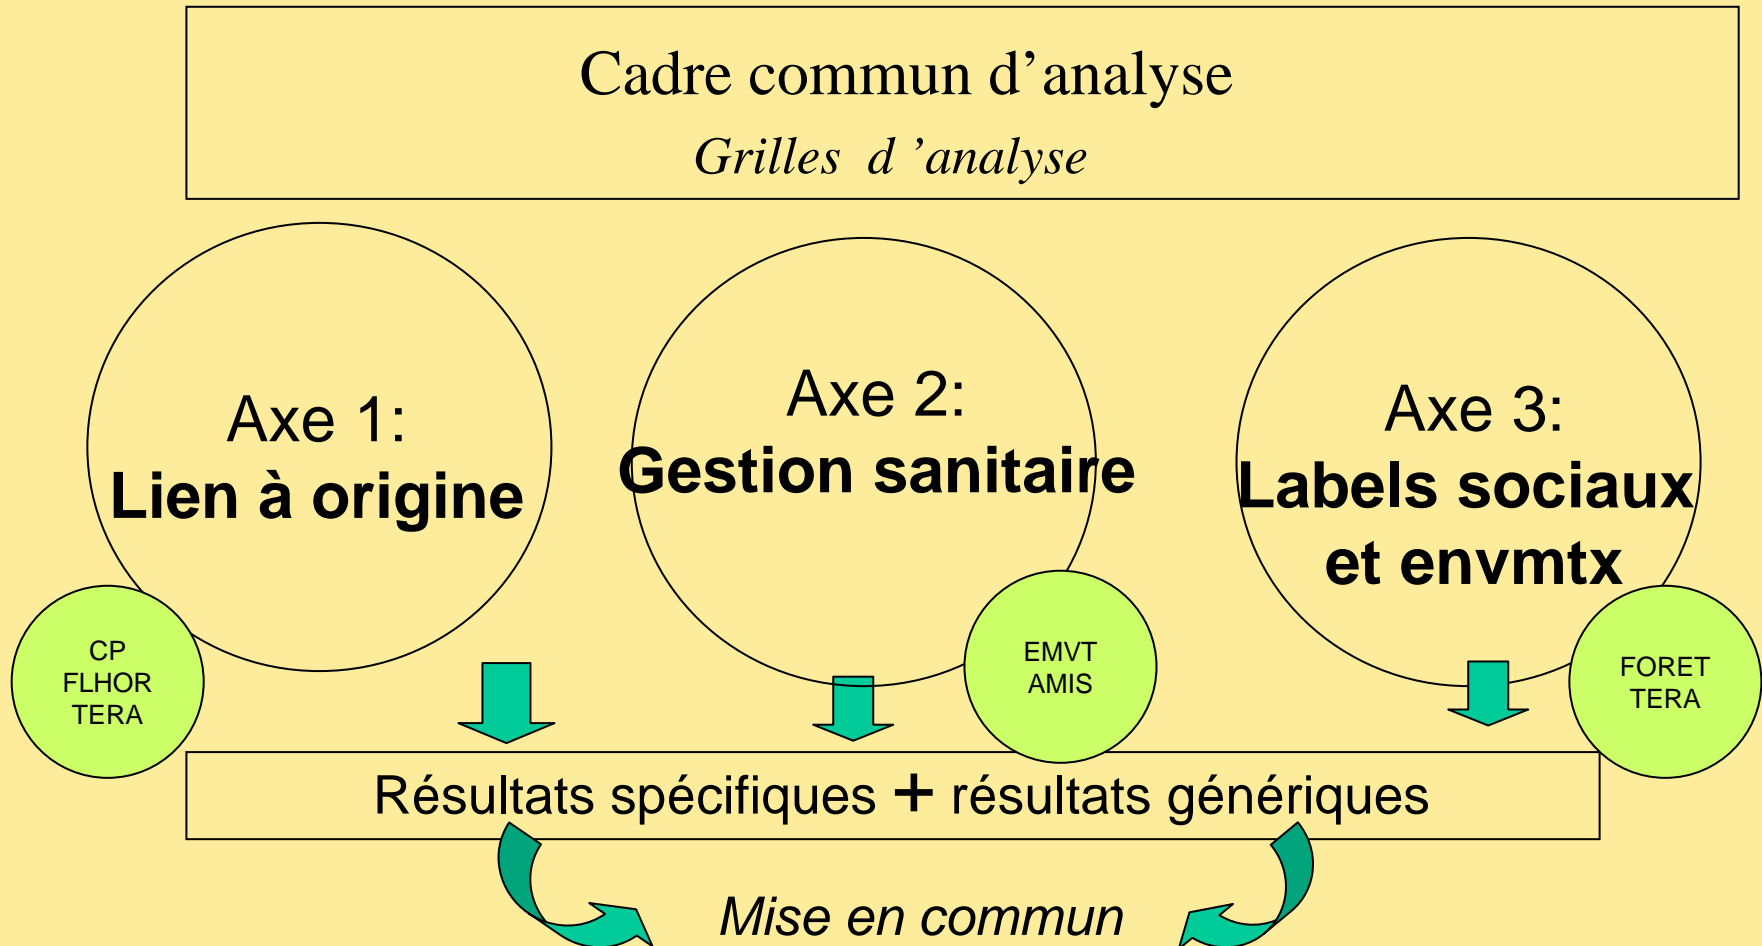 Cadre commun d’analyse
Grilles d ’analyse
Axe 1:
Lien à origine
Axe 2:
Gestion sanitaire
Axe 3:
Labels sociaux
et envmtx
CP
FLHOR
TERA
EMVT
AMIS
FORET
TERA
Résultats spécifiques + résultats génériques
Mise en commun